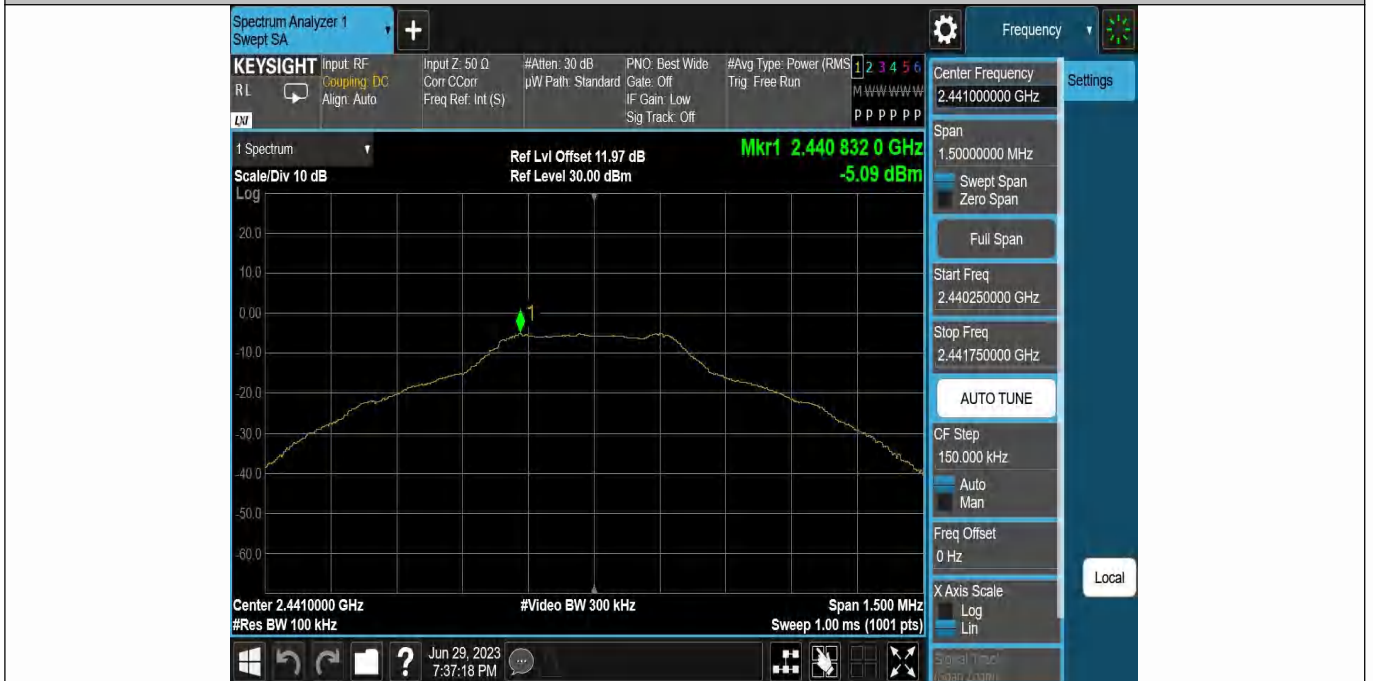 Spectrum Analyzer 1
Swept SA
+
Frequency
KEYSIGHT
RL
LXI
Input: RF
Coupling: DC
Align: Auto
Input Z: 50 Ω
Corr CCorr
Freq Ref: Int (S)
#Atten: 30 dB
µW Path: Standard
PNO: Best Wide
Gate: Off
IF Gain: Low
Sig Track: Off
#Avg Type: Power (RMS
Trig: Free Run
1 2 3 4 5 6
M W W W W W
P P P P P P
1 Spectrum
Scale/Div 10 dB
Ref Lvl Offset 11.97 dB
Ref Level 30.00 dBm
Mkr1 2.440 832 0 GHz
-5.09 dBm
Log
20.0
10.0
0.00
-10.0
-20.0
-30.0
-40.0
-50.0
-60.0
1
Center 2.4410000 GHz
#Res BW 100 kHz
#Video BW 300 kHz
Span 1.500 MHz
Sweep 1.00 ms (1001 pts)
Center Frequency
2.441000000 GHz
Settings
Span
1.50000000 MHz
Swept Span
Zero Span
Full Span
Start Freq
2.440250000 GHz
Stop Freq
2.441750000 GHz
AUTO TUNE
CF Step
150.000 kHz
Auto
Man
Freq Offset
0 Hz
X Axis Scale
Log
Lin
Signal Track
(Span Zoom)
Local
?
Jun 29, 2023
7:37:18 PM